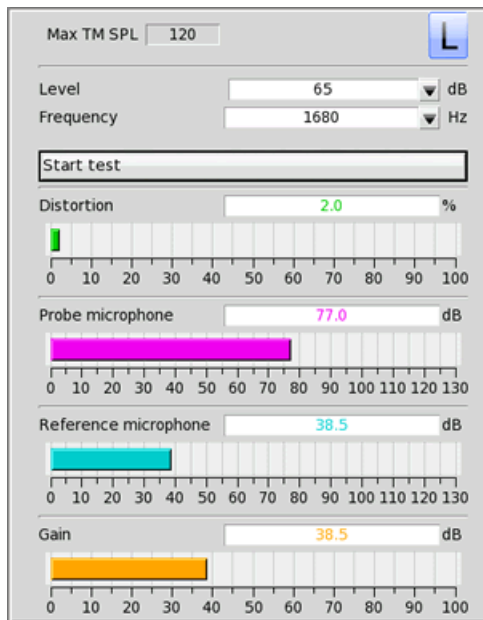 Max TM SPL 120 L
Level 65 dB
Frequency 1680 Hz
Start test
Distortion 2.0 %
0 10 20 30 40 50 60 70 80 90 100
Probe microphone 77.0 dB
0 10 20 30 40 50 60 70 80 90 100 110 120 130
Reference microphone 38.5 dB
0 10 20 30 40 50 60 70 80 90 100 110 120 130
Gain 38.5 dB
0 10 20 30 40 50 60 70 80 90 100